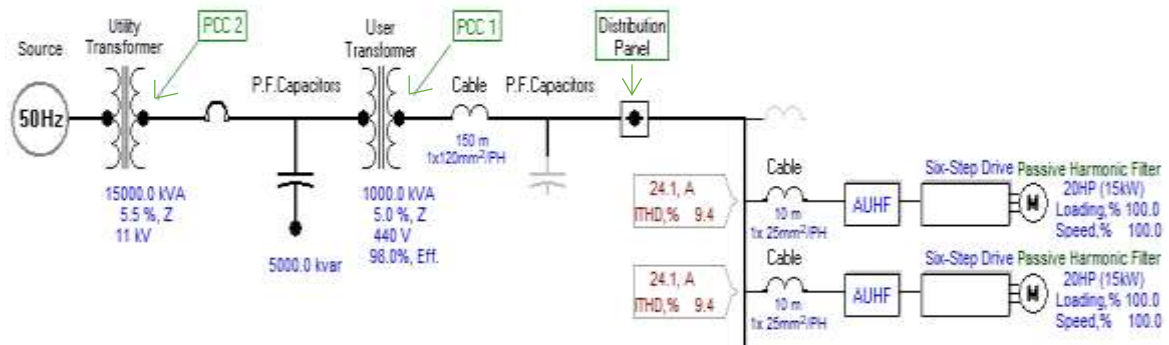 Source
50Hz
Utility
Transformer
PCC 2
15000.0 kVA
5.5 %, Z
11 kV
P.F.Capacitors
5000.0 kvar
User
Transformer
PCC 1
1000.0 kVA
5.0 %, Z
440 V
98.0%, Eff.
Cable
150 m
1x120mm²/PH
P.F.Capacitors
Distribution
Panel
24.1, A
ITHD,% 9.4
Cable
10 m
1x 25mm²/PH
AUHF
Six-Step Drive
M
Passive Harmonic Filter
20HP (15kW)
Loading,% 100.0
Speed,% 100.0
24.1, A
ITHD,% 9.4
Cable
10 m
1x 25mm²/PH
AUHF
Six-Step Drive
M
Passive Harmonic Filter
20HP (15kW)
Loading,% 100.0
Speed,% 100.0